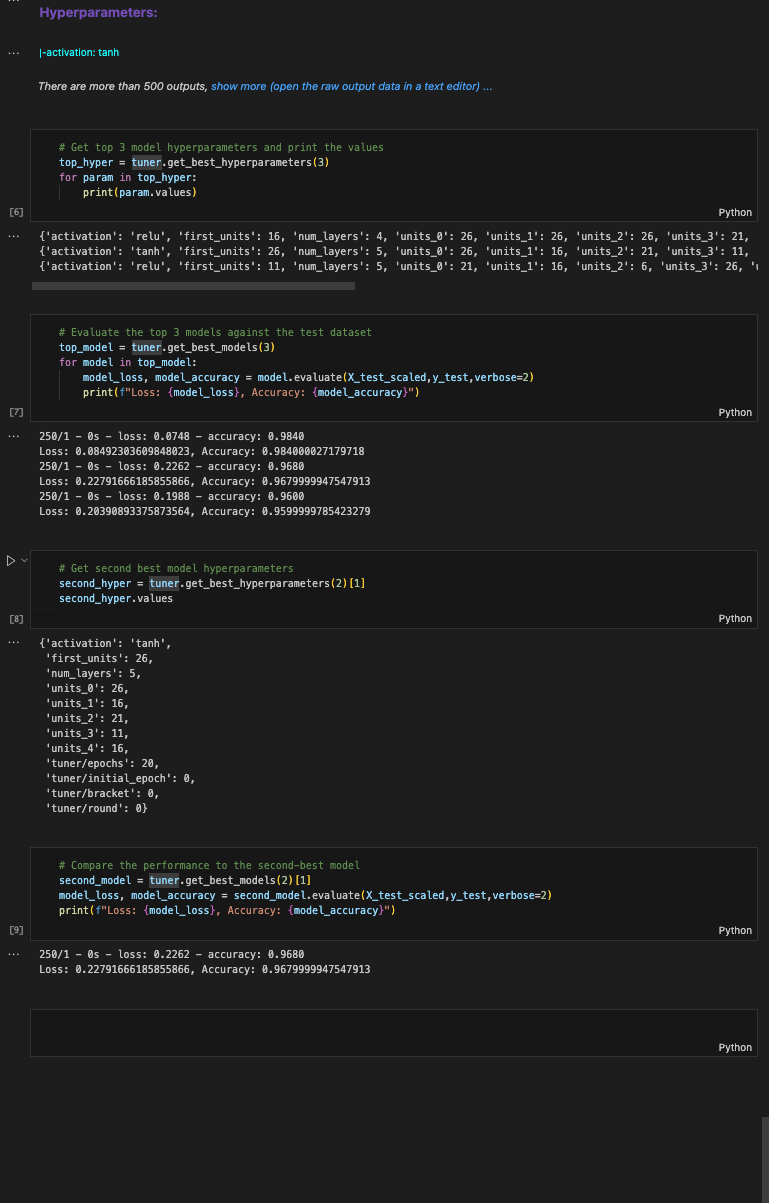 ...
Hyperparameters:
...
|-activation: tanh
There are more than 500 outputs, show more (open the raw output data in a text editor) ...
# Get top 3 model hyperparameters and print the values
top_hyper = tuner.get_best_hyperparameters(3)
for param in top_hyper:
    print(param.values)
[6]
Python
...
{'activation': 'relu', 'first_units': 16, 'num_layers': 4, 'units_0': 26, 'units_1': 26, 'units_2': 26, 'units_3': 21,
{'activation': 'tanh', 'first_units': 26, 'num_layers': 5, 'units_0': 26, 'units_1': 16, 'units_2': 21, 'units_3': 11,
{'activation': 'relu', 'first_units': 11, 'num_layers': 5, 'units_0': 21, 'units_1': 16, 'units_2': 6, 'units_3': 26,
# Evaluate the top 3 models against the test dataset
top_model = tuner.get_best_models(3)
for model in top_model:
    model_loss, model_accuracy = model.evaluate(X_test_scaled,y_test,verbose=2)
    print(f"Loss: {model_loss}, Accuracy: {model_accuracy}")
[7]
Python
...
250/1 - 0s - loss: 0.0748 - accuracy: 0.9840
Loss: 0.08492303609848023, Accuracy: 0.984000027179718
250/1 - 0s - loss: 0.2262 - accuracy: 0.9680
Loss: 0.22791666185855866, Accuracy: 0.9679999947547913
250/1 - 0s - loss: 0.1988 - accuracy: 0.9600
Loss: 0.20390893375873564, Accuracy: 0.9599999785423279
# Get second best model hyperparameters
second_hyper = tuner.get_best_hyperparameters(2)[1]
second_hyper.values
[8]
Python
...
{'activation': 'tanh',
 'first_units': 26,
 'num_layers': 5,
 'units_0': 26,
 'units_1': 16,
 'units_2': 21,
 'units_3': 11,
 'units_4': 16,
 'tuner/epochs': 20,
 'tuner/initial_epoch': 0,
 'tuner/bracket': 0,
 'tuner/round': 0}
# Compare the performance to the second-best model
second_model = tuner.get_best_models(2)[1]
model_loss, model_accuracy = second_model.evaluate(X_test_scaled,y_test,verbose=2)
print(f"Loss: {model_loss}, Accuracy: {model_accuracy}")
[9]
Python
...
250/1 - 0s - loss: 0.2262 - accuracy: 0.9680
Loss: 0.22791666185855866, Accuracy: 0.9679999947547913
Python